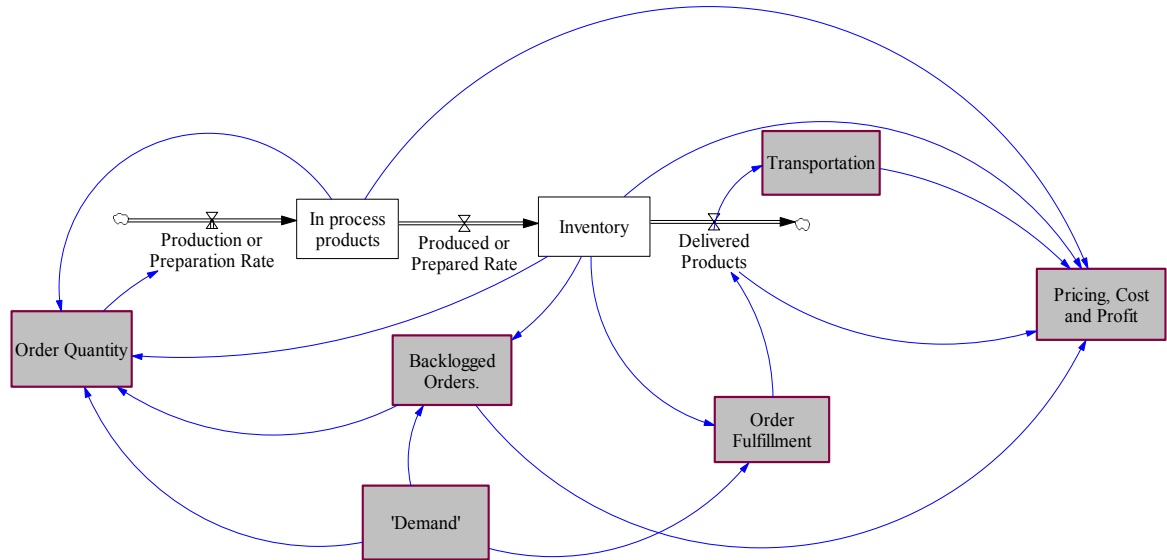 Transportation
In process
products
Inventory
Production or
Preparation Rate
Produced or
Prepared Rate
Delivered
Products
Pricing, Cost
and Profit
Order Quantity
Backlogged
Orders.
Order
Fulfillment
'Demand'